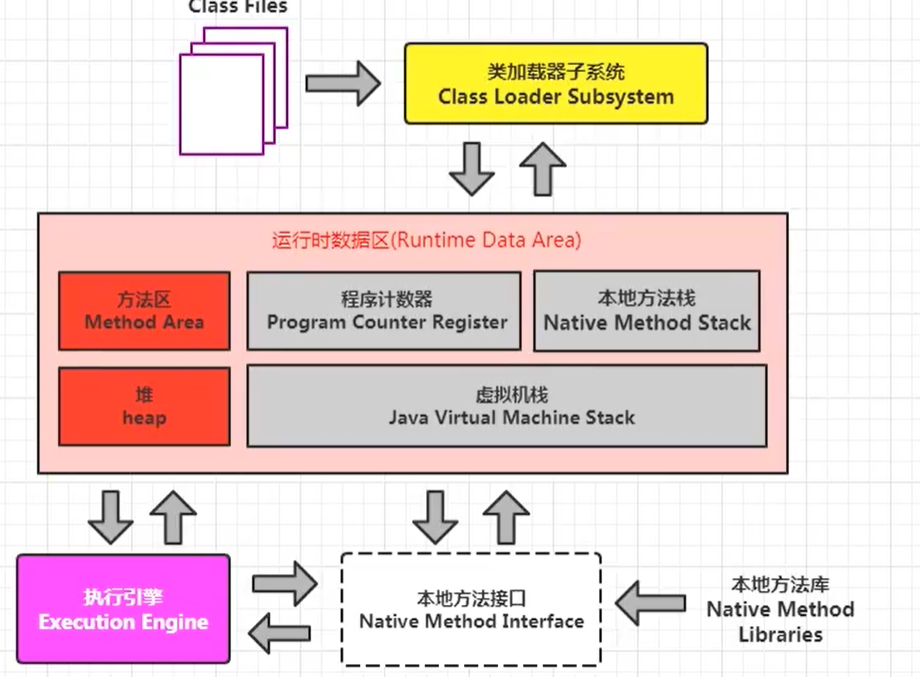 Class Files
类加载器子系统
Class Loader Subsystem
运行时数据区(Runtime Data Area)
方法区
Method Area
程序计数器
Program Counter Register
本地方法栈
Native Method Stack
堆
heap
虚拟机栈
Java Virtual Machine Stack
执行引擎
Execution Engine
本地方法接口
Native Method Interface
本地方法库
Native Method
Libraries